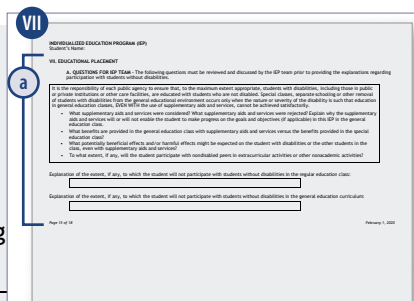 VII
INDIVIDUALIZED EDUCATION PROGRAM (IEP)
Student's Name:
VII. EDUCATIONAL PLACEMENT
a
A. QUESTIONS FOR IEP TEAM - The following questions must be reviewed and discussed by the IEP team prior to providing the explanations regarding
participation with students without disabilities.
It is the responsibility of each public agency to ensure that, to the maximum extent appropriate, students with disabilities, including those in public
or private institutions or other care facilities, are educated with students who are not disabled. Special classes, separate-schooling or other removal
of students with disabilities from the general educational environment occurs only when the nature or severity of the disability is such that education
in general education classes, EVEN WITH the use of supplementary aids and services, cannot be achieved satisfactorily.
• What supplementary aids and services were considered? What supplementary aids and services were rejected? Explain why the supplementary
aids and services will or will not enable the student to make progress on the goals and objectives (if applicable) in this IEP in the general
education class.
• What benefits are provided in the general education class with supplementary aids and services versus the benefits provided in the special
education class?
• What potentially beneficial effects and/or harmful effects might be expected on the student with disabilities or the other students in the
class, even with supplementary aids and services?
• To what extent, if any, will the student participate with nondisabled peers in extracurricular activities or other nonacademic activities?
Explanation of the extent, if any, to which the student will not participate with students without disabilities in the regular education class:
Explanation of the extent, if any, to which the student will not participate with students without disabilities in the general education curriculum:
g
Page 15 of 18 February 1, 2020